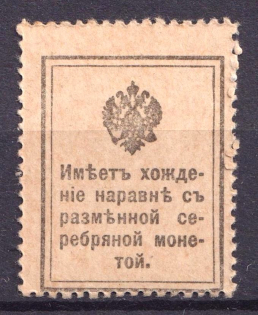 Имѣетъ хожде-
ніе наравнѣ съ
размѣнной се-
ребряной моне-
той.